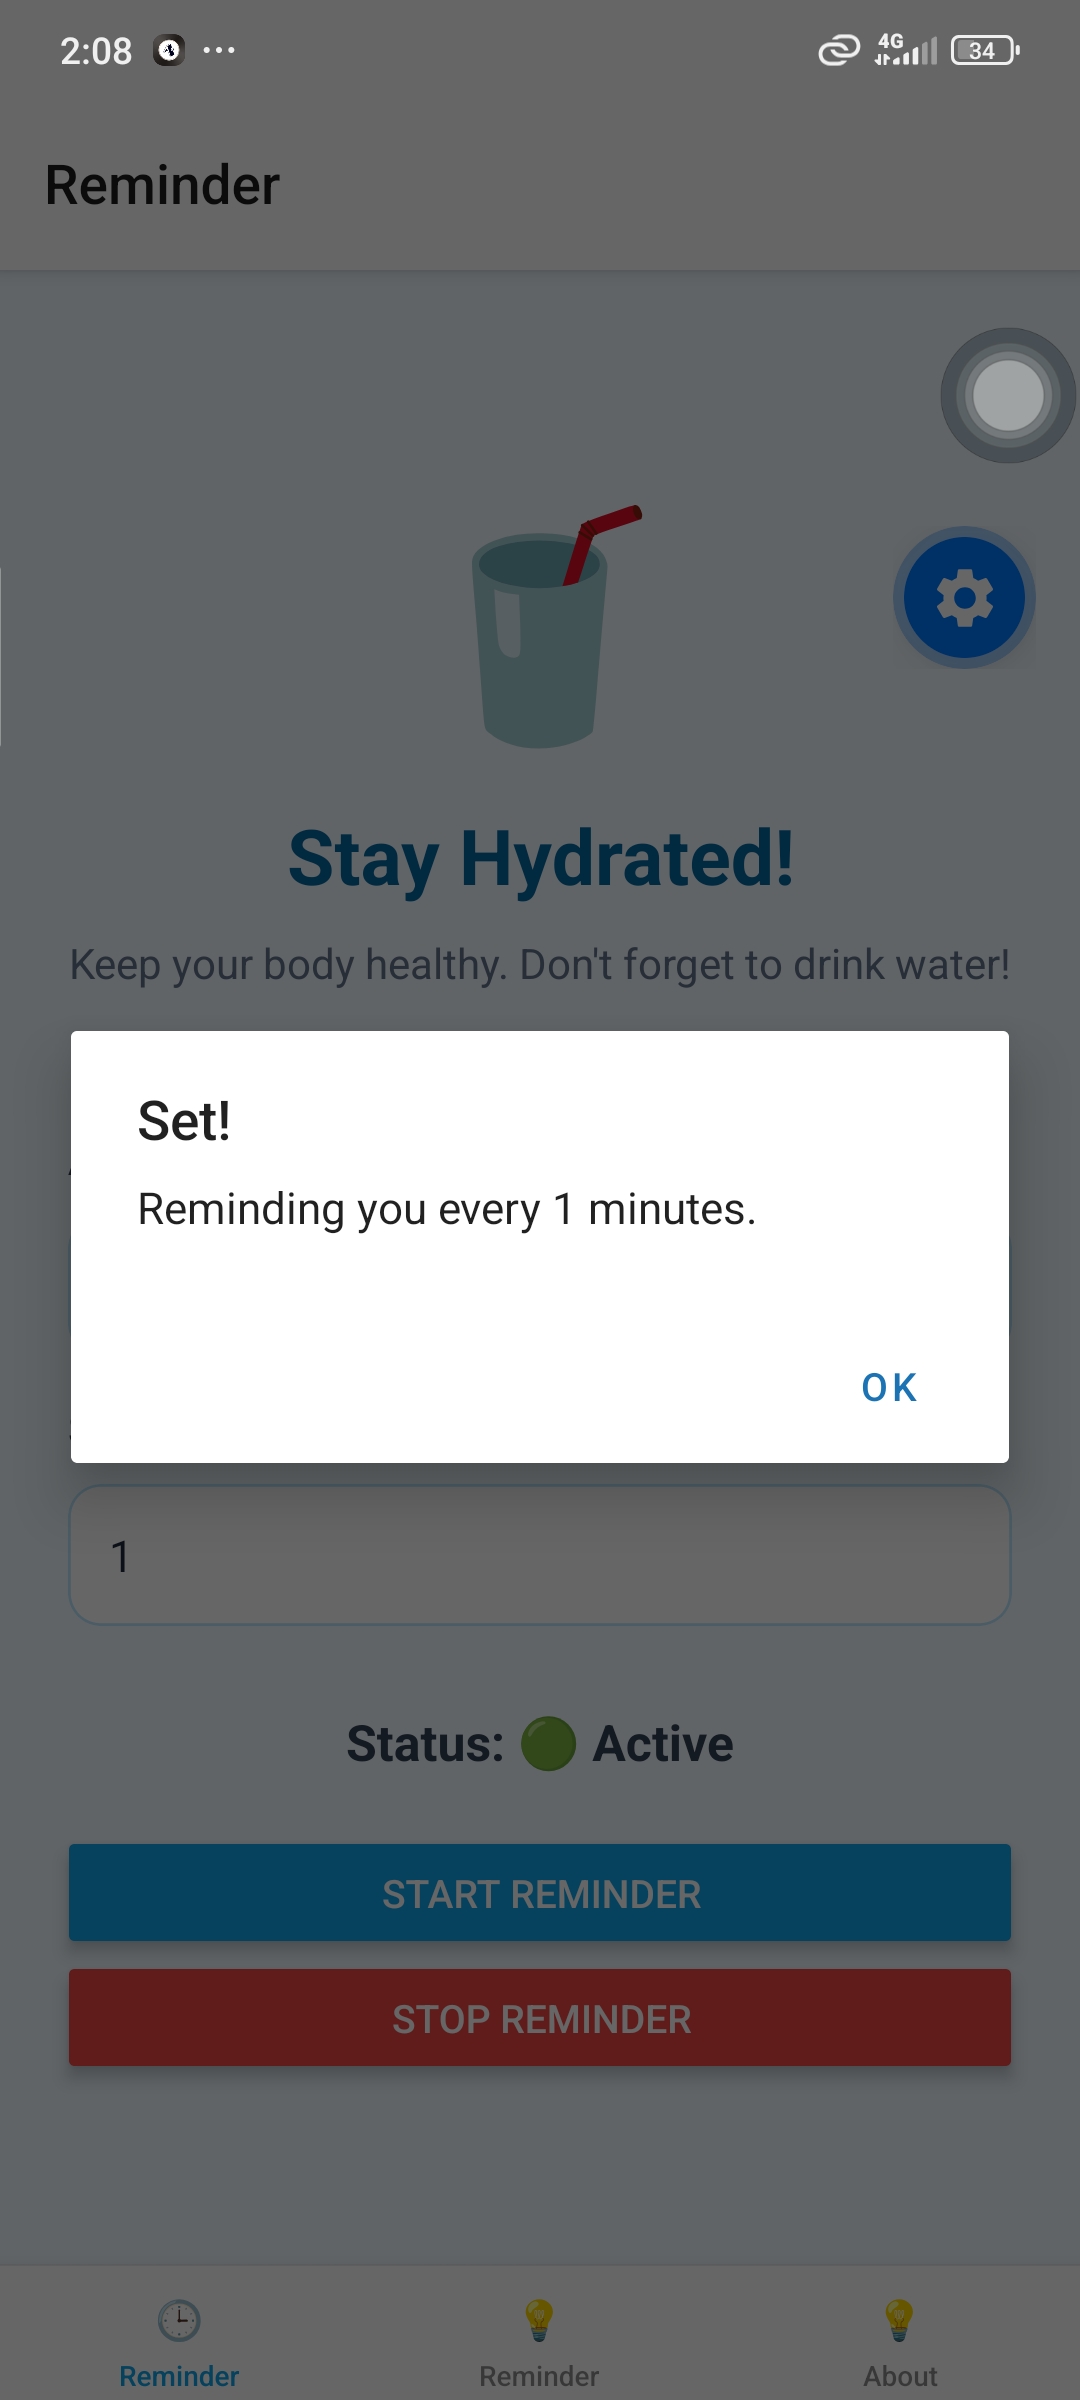 2:08
4G
34
Reminder
Stay Hydrated!
Keep your body healthy. Don't forget to drink water!
Set!
Reminding you every 1 minutes.
OK
1
Status: 🟢 Active
START REMINDER
STOP REMINDER
Reminder
Reminder
About